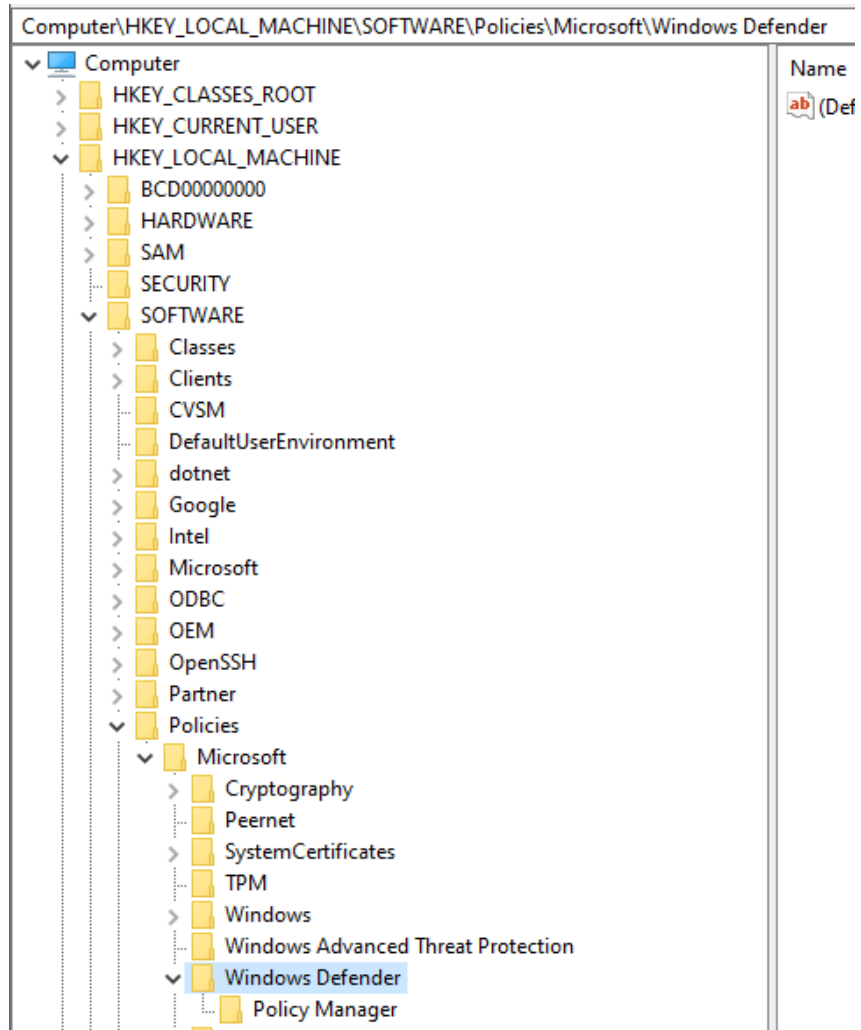 Computer\HKEY_LOCAL_MACHINE\SOFTWARE\Policies\Microsoft\Windows Defender
Computer
HKEY_CLASSES_ROOT
HKEY_CURRENT_USER
HKEY_LOCAL_MACHINE
BCD00000000
HARDWARE
SAM
SECURITY
SOFTWARE
Classes
Clients
CVSM
DefaultUserEnvironment
dotnet
Google
Intel
Microsoft
ODBC
OEM
OpenSSH
Partner
Policies
Microsoft
Cryptography
Peernet
SystemCertificates
TPM
Windows
Windows Advanced Threat Protection
Windows Defender
Policy Manager
Name
ab (Def